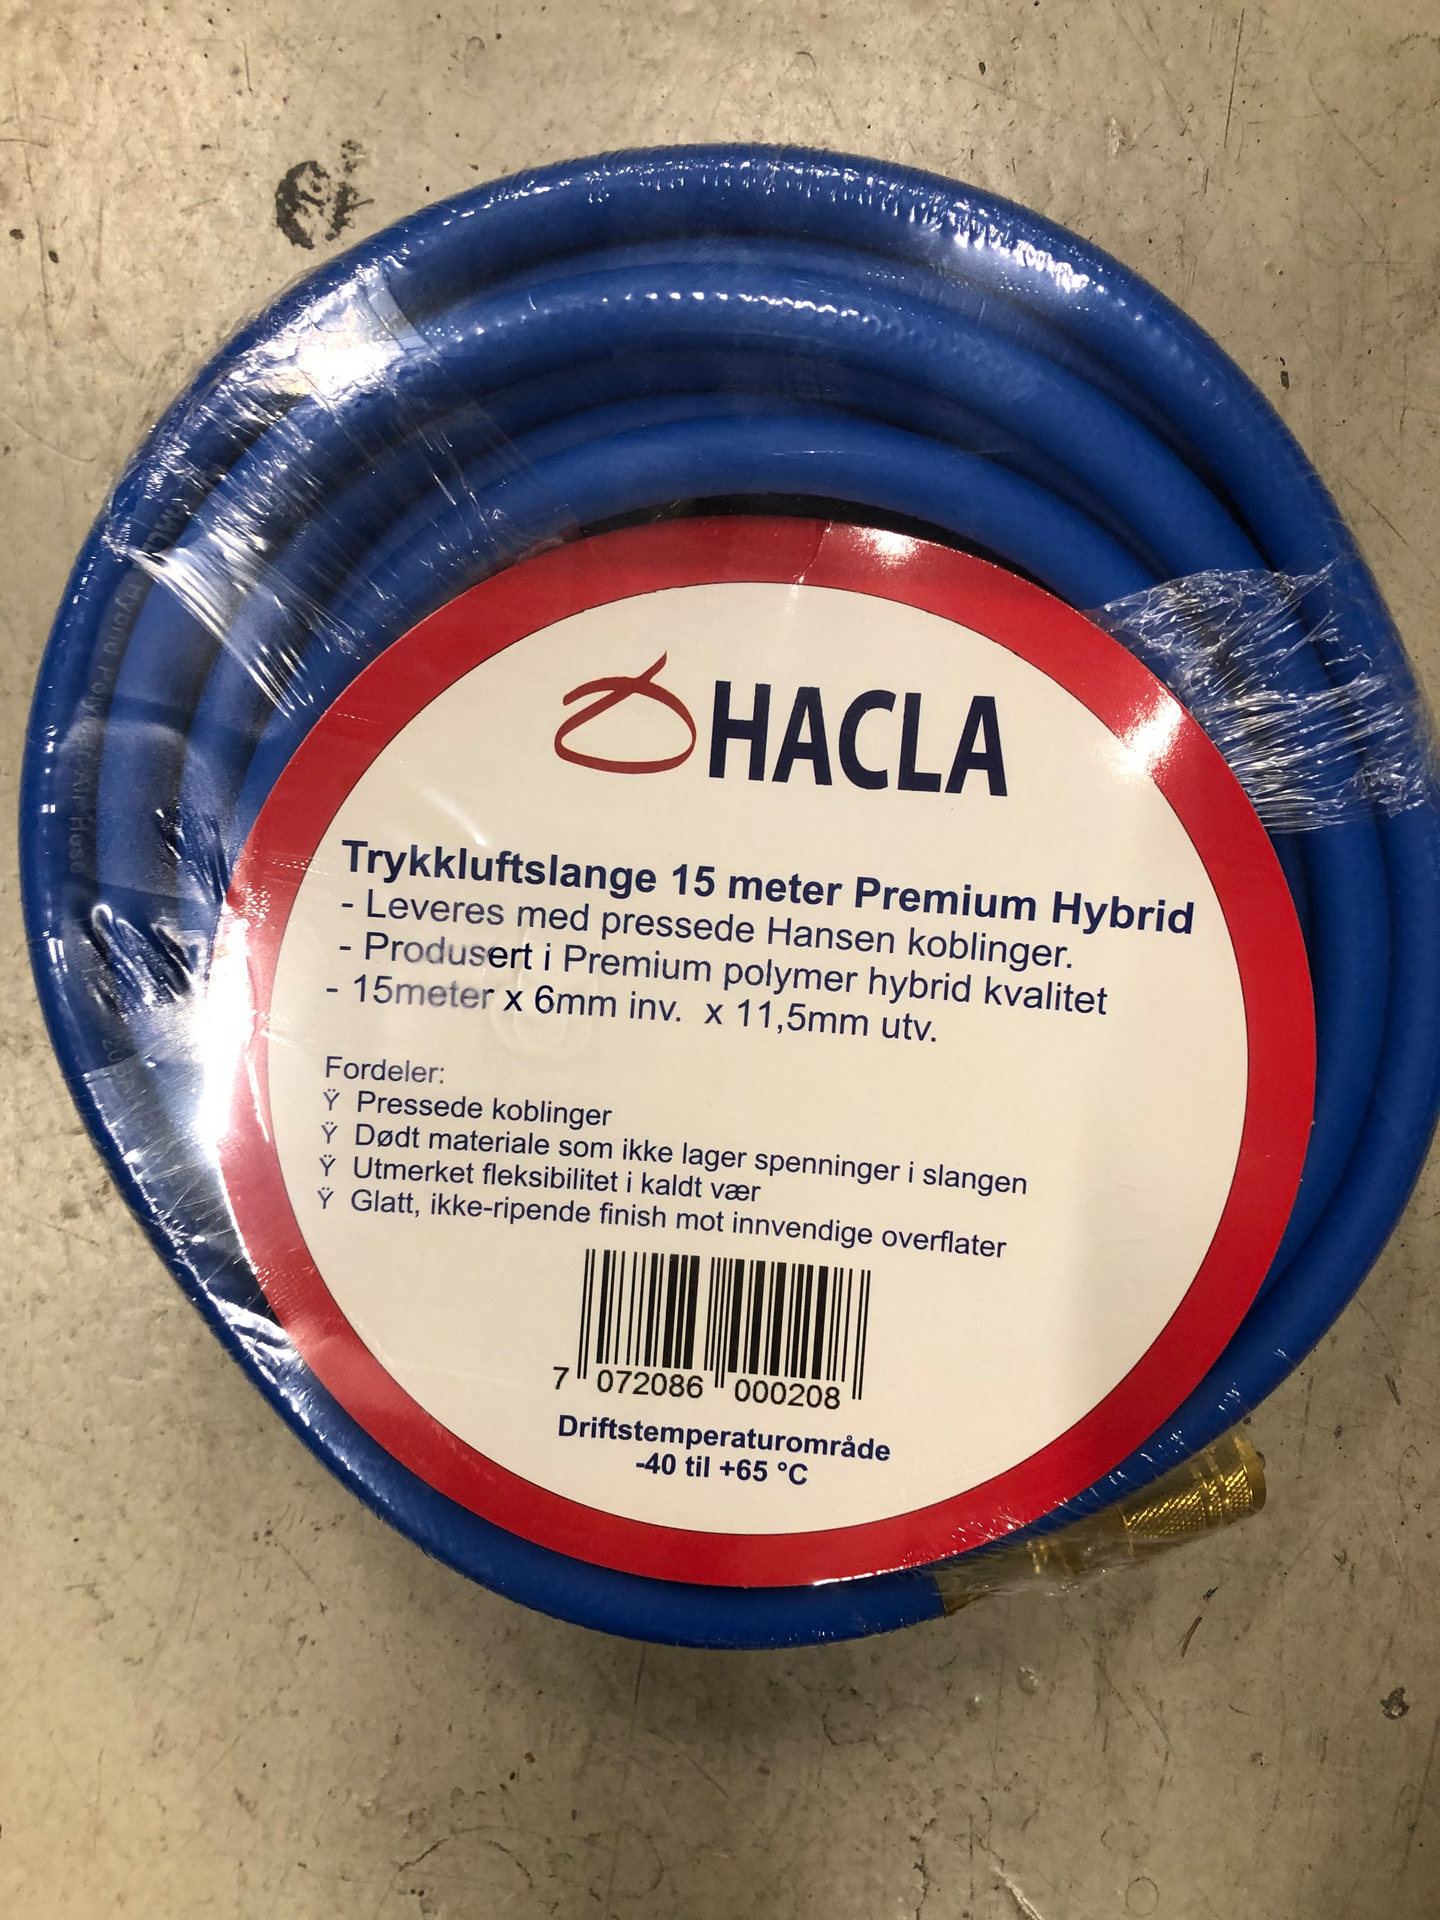 HACLA
Trykkluftslange 15 meter Premium Hybrid
- Leveres med pressede Hansen koblinger.
- Produsert i Premium polymer hybrid kvalitet
- 15meter x 6mm inv. x 11,5mm utv.
Fordeler:
Ÿ Pressede koblinger
Ÿ Dødt materiale som ikke lager spenninger i slangen
Ÿ Utmerket fleksibilitet i kaldt vær
Ÿ Glatt, ikke-ripende finish mot innvendige overflater
7 072086 000208
Driftstemperaturområde
-40 til +65 °C
Hose